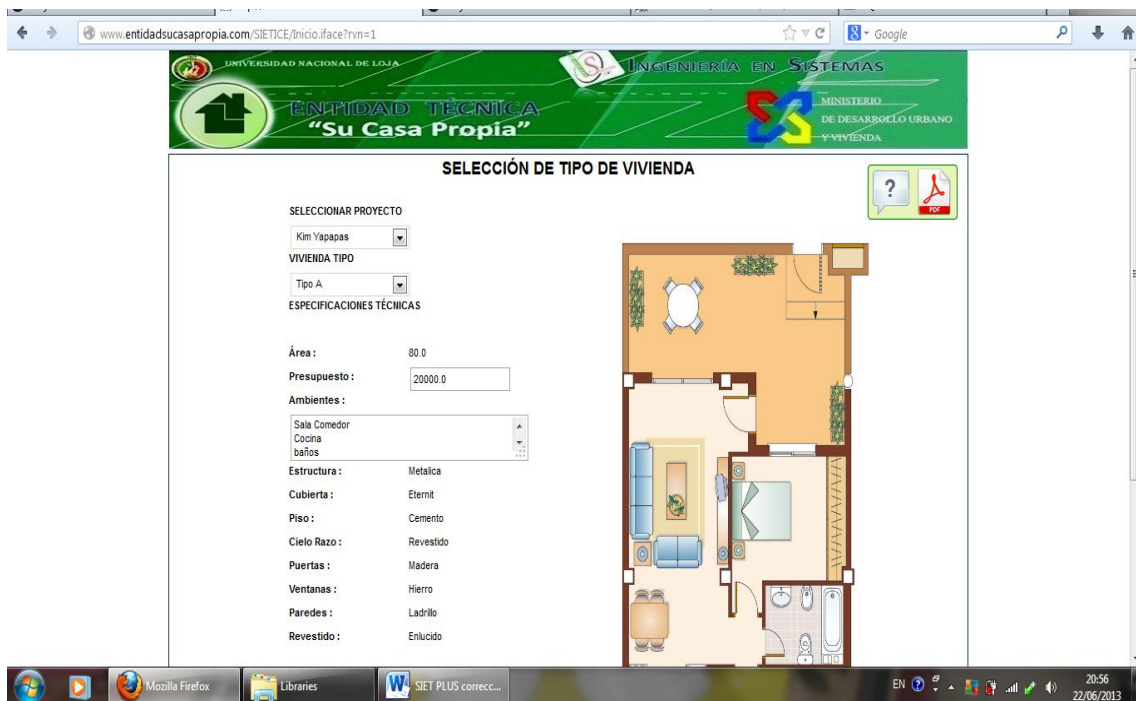 www.entidadsucasapropia.com/SIETICE/Inicio.iface?rvn=1
Google
UNIVERSIDAD NACIONAL DE LOJA
INGENIERÍA EN SISTEMAS
ENTIDAD TÉCNICA
"Su Casa Propia"
MINISTERIO
DE DESARROLLO URBANO
Y VIVIENDA
SELECCIÓN DE TIPO DE VIVIENDA
?
PDF
SELECCIONAR PROYECTO
Kim Yapapas
VIVIENDA TIPO
Tipo A
ESPECIFICACIONES TÉCNICAS
Área : 80.0
Presupuesto : 20000.0
Ambientes :
Sala Comedor
Cocina
baños
Estructura : Metalica
Cubierta : Eternit
Piso : Cemento
Cielo Razo : Revestido
Puertas : Madera
Ventanas : Hierro
Paredes : Ladrillo
Revestido : Enlucido
Mozilla Firefox
Libraries
SIET PLUS correcc...
EN
20:56
22/06/2013